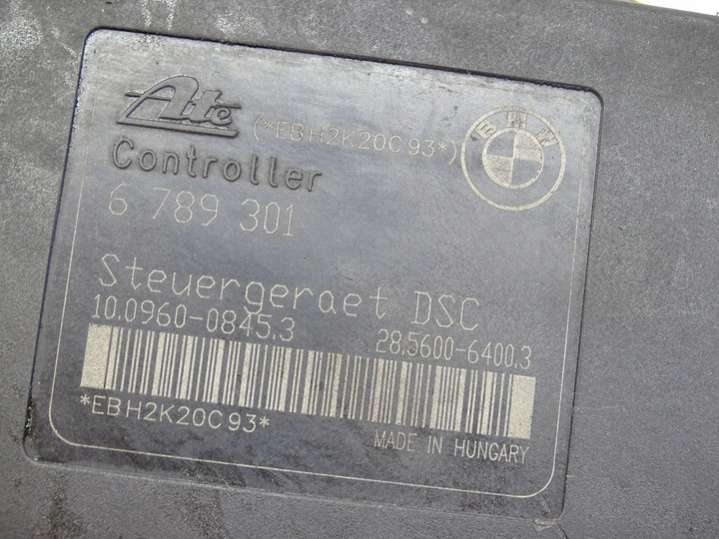 Ate (*EBH2K20C93*) BMW
Controller
6 789 301
Steuergeraet DSC
10.0960-0845.3 28.5600-6400.3
*EBH2K20C93*
MADE IN HUNGARY